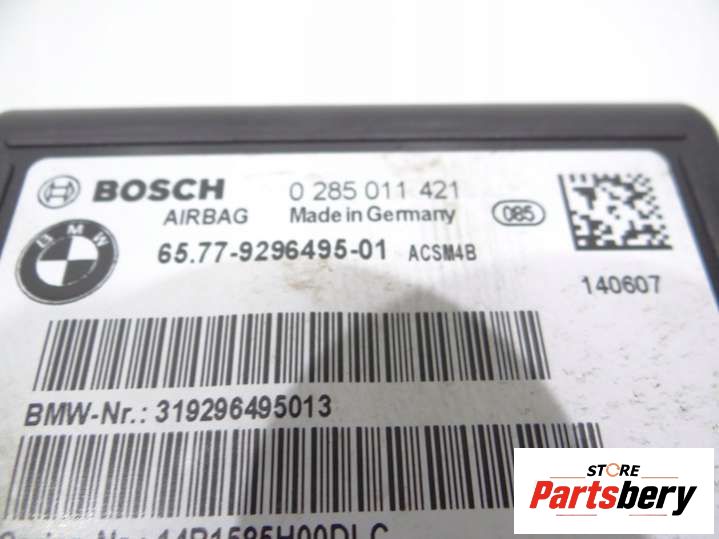 BOSCH 0 285 011 421
AIRBAG Made in Germany 085
BMW 65.77-9296495-01 ACSM4B
140607
BMW-Nr.: 319296495013
STORE
Partsbery